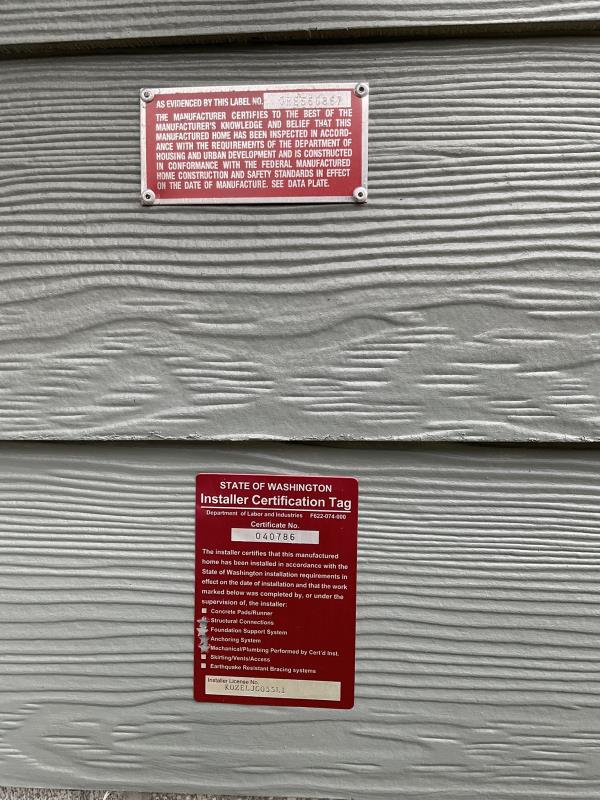 AS EVIDENCED BY THIS LABEL NO.
THE MANUFACTURER CERTIFIES TO THE BEST OF THE
MANUFACTURER'S KNOWLEDGE AND BELIEF THAT THIS
MANUFACTURED HOME HAS BEEN INSPECTED IN ACCORD-
ANCE WITH THE REQUIREMENTS OF THE DEPARTMENT OF
HOUSING AND URBAN DEVELOPMENT AND IS CONSTRUCTED
IN CONFORMANCE WITH THE FEDERAL MANUFACTURED
HOME CONSTRUCTION AND SAFETY STANDARDS IN EFFECT
ON THE DATE OF MANUFACTURE. SEE DATA PLATE.
STATE OF WASHINGTON
Installer Certification Tag
Department of Labor and Industries F622-074-000
Certificate No.
040786
The installer certifies that this manufactured
home has been installed in accordance with the
State of Washington installation requirements in
effect on the date of installation and that the work
marked below was completed by, or under the
supervision of, the installer:
Concrete Pads/Runner
Structural Connections
Foundation Support System
Anchoring System
Mechanical/Plumbing Performed by Cert'd Inst.
Skirting/Vents/Access
Earthquake Resistant Bracing systems
Installer License No.